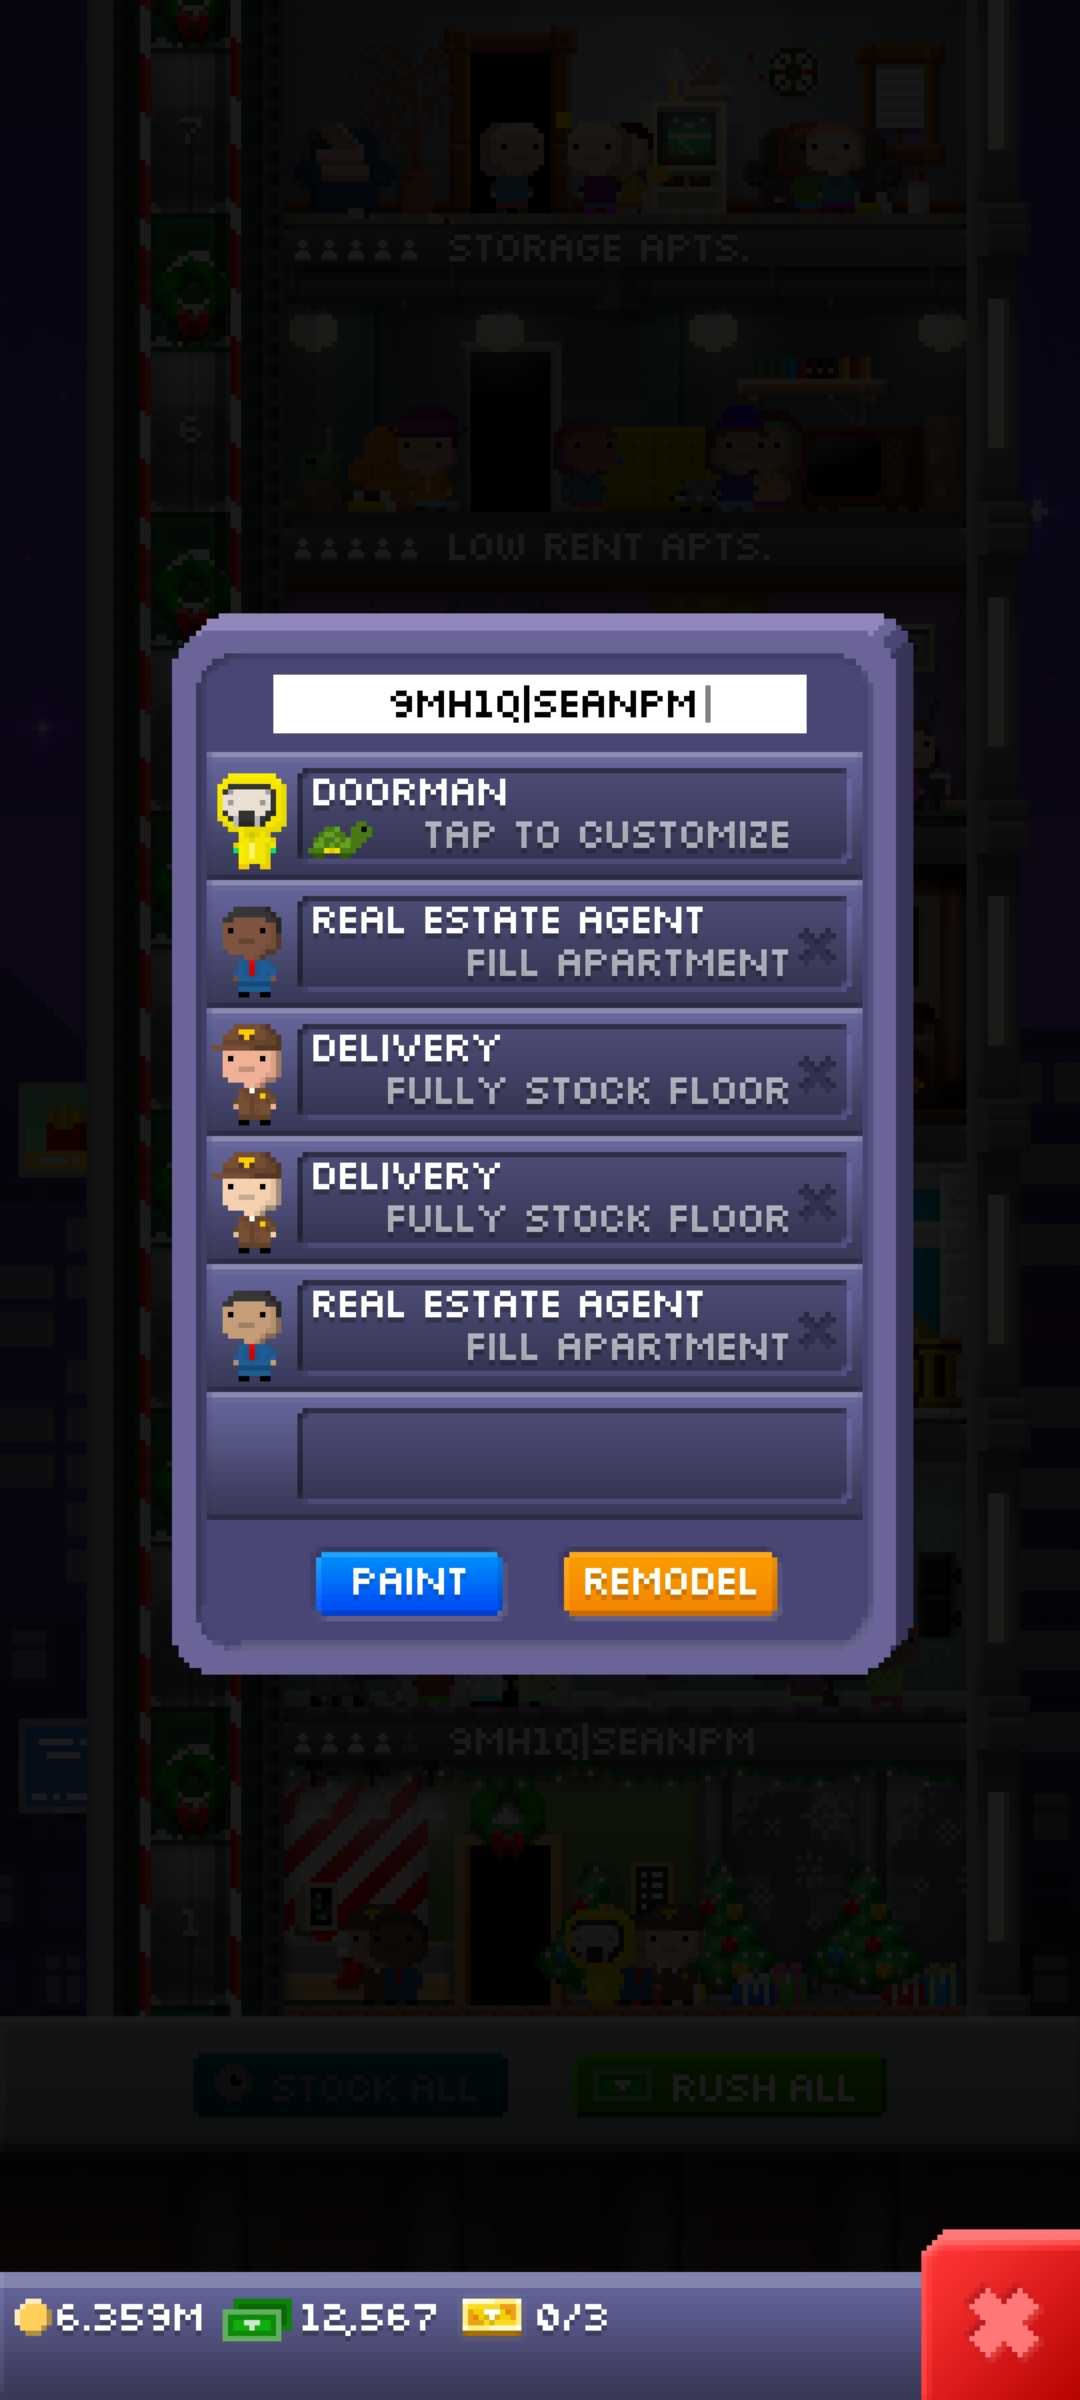 7
STORAGE APTS.
6
LOW RENT APTS.
9MH1Q|SEANPM|
DOORMAN
TAP TO CUSTOMIZE
REAL ESTATE AGENT
FILL APARTMENT
DELIVERY
FULLY STOCK FLOOR
DELIVERY
FULLY STOCK FLOOR
REAL ESTATE AGENT
FILL APARTMENT
PAINT
REMODEL
9MH1Q|SEANPM
1
STOCK ALL
RUSH ALL
6.359M
12,567
0/3